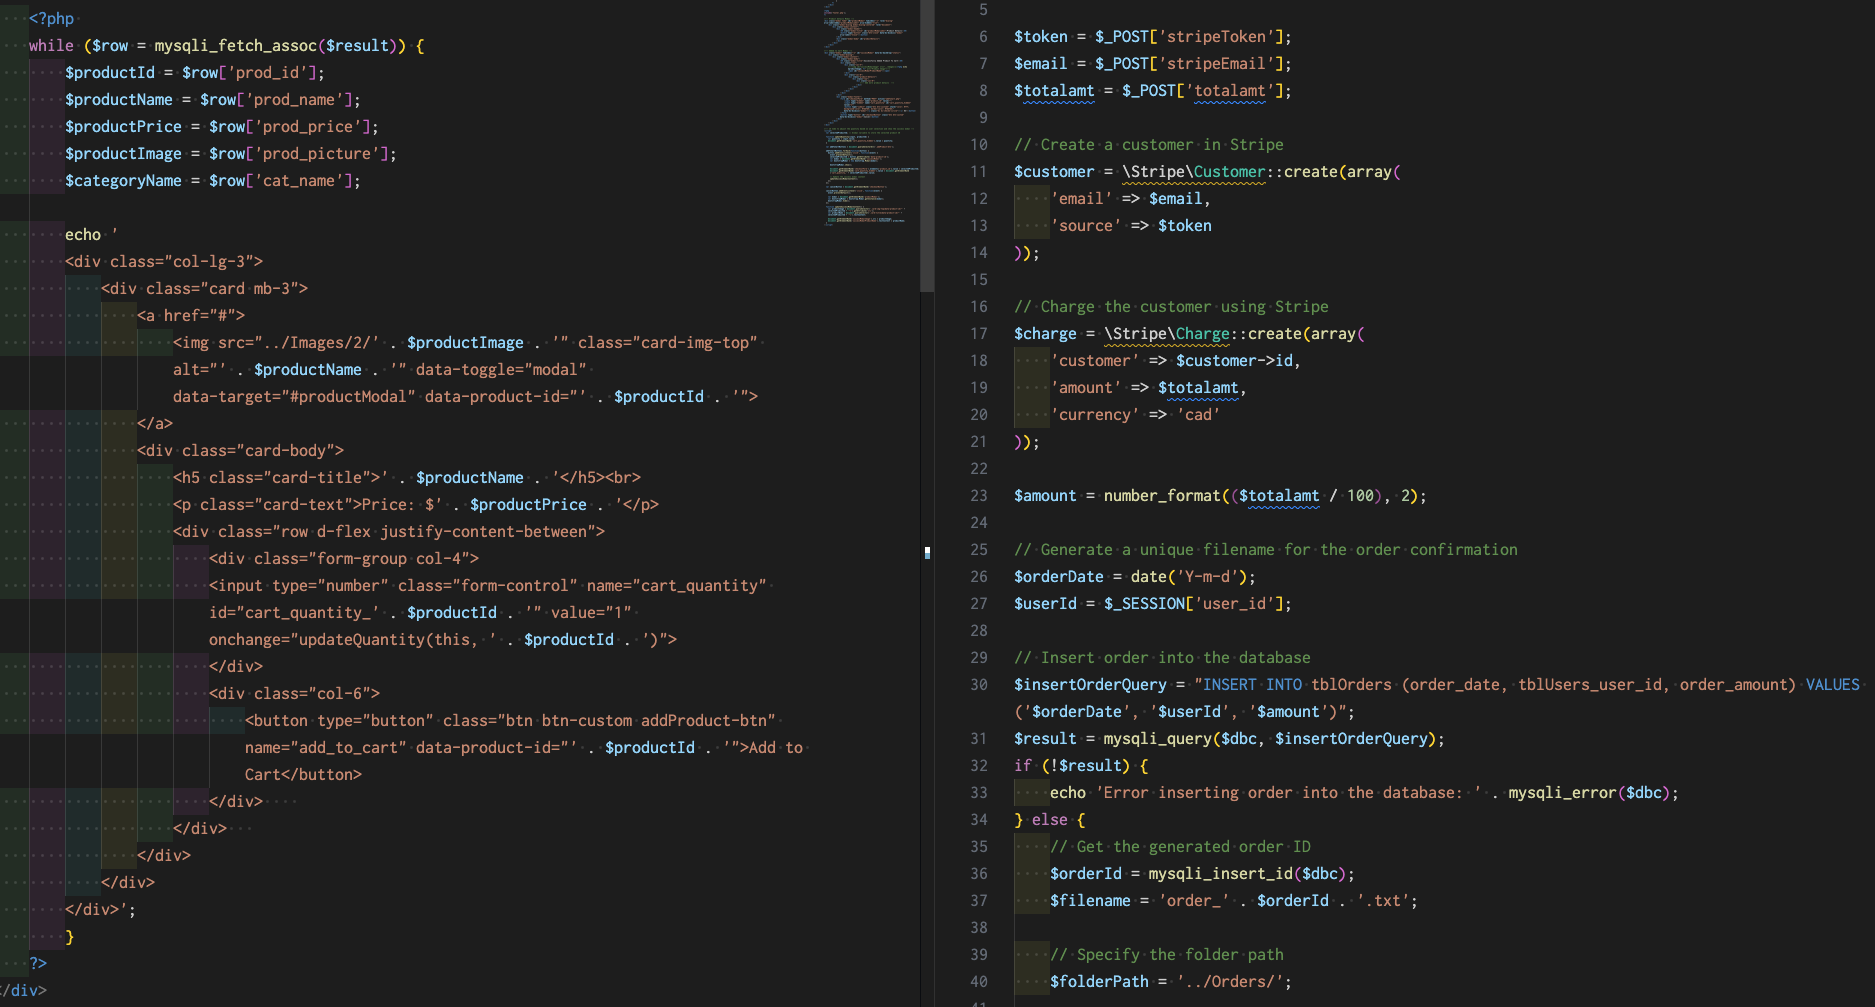 <?php
while ($row = mysqli_fetch_assoc($result)) {
$productId = $row['prod_id'];
$productName = $row['prod_name'];
$productPrice = $row['prod_price'];
$productImage = $row['prod_picture'];
$categoryName = $row['cat_name'];
echo '
<div class="col-lg-3">
<div class="card mb-3">
<a href="#">
<img src="../Images/2/' . $productImage . '" class="card-img-top"
alt="' . $productName . '" data-toggle="modal"
data-target="#productModal" data-product-id="' . $productId . '">
</a>
<div class="card-body">
<h5 class="card-title">' . $productName . '</h5><br>
<p class="card-text">Price: $' . $productPrice . '</p>
<div class="row d-flex justify-content-between">
<div class="form-group col-4">
<input type="number" class="form-control" name="cart_quantity"
id="cart_quantity_' . $productId . '" value="1"
onchange="updateQuantity(this, ' . $productId . ')">
</div>
<div class="col-6">
<button type="button" class="btn btn-custom addProduct-btn"
name="add_to_cart" data-product-id="' . $productId . '">Add to
Cart</button>
</div>
</div>
</div>
</div>
</div>';
}
?>
</div>
5
6 $token = $_POST['stripeToken'];
7 $email = $_POST['stripeEmail'];
8 $totalamt = $_POST['totalamt'];
9
10 // Create a customer in Stripe
11 $customer = \Stripe\Customer::create(array(
12 'email' => $email,
13 'source' => $token
14 ));
15
16 // Charge the customer using Stripe
17 $charge = \Stripe\Charge::create(array(
18 'customer' => $customer->id,
19 'amount' => $totalamt,
20 'currency' => 'cad'
21 ));
22
23 $amount = number_format(($totalamt / 100), 2);
24
25 // Generate a unique filename for the order confirmation
26 $orderDate = date('Y-m-d');
27 $userId = $_SESSION['user_id'];
28
29 // Insert order into the database
30 $insertOrderQuery = "INSERT INTO tblOrders (order_date, tblUsers_user_id, order_amount) VALUES
('$orderDate', '$userId', '$amount')";
31 $result = mysqli_query($dbc, $insertOrderQuery);
32 if (!$result) {
33 echo 'Error inserting order into the database: ' . mysqli_error($dbc);
34 } else {
35 // Get the generated order ID
36 $orderId = mysqli_insert_id($dbc);
37 $filename = 'order_' . $orderId . '.txt';
38
39 // Specify the folder path
40 $folderPath = '../Orders/';